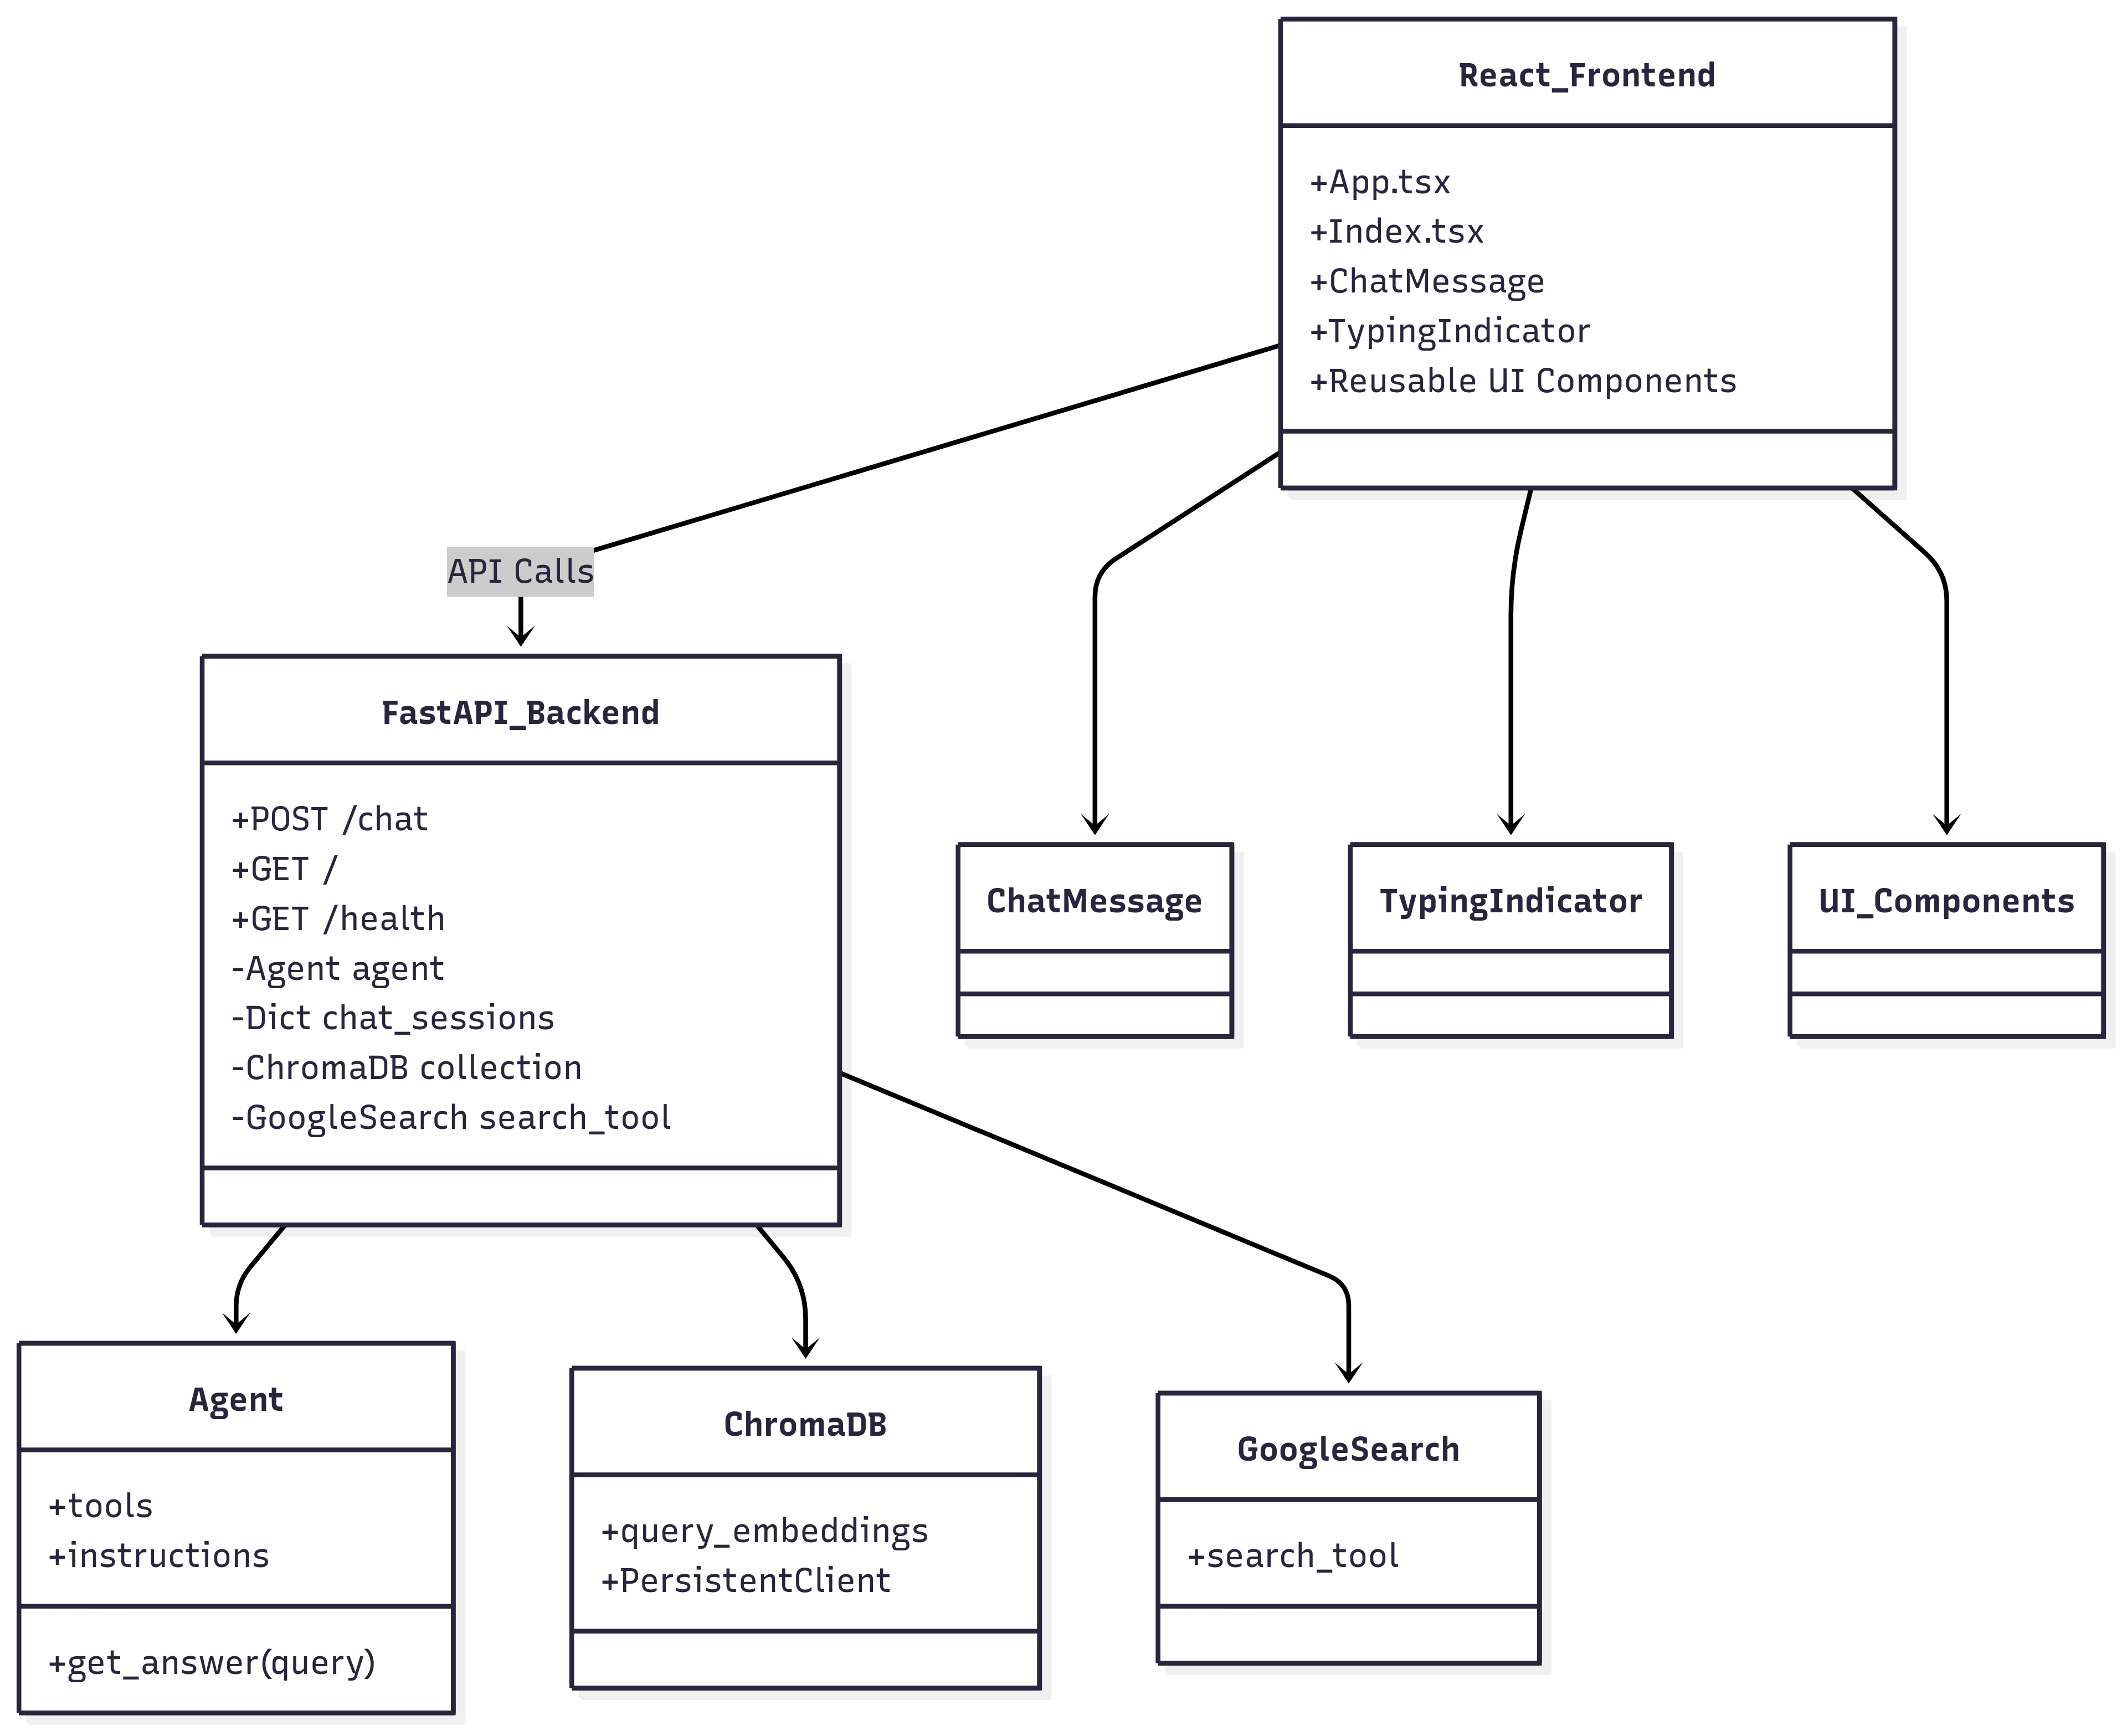 React_Frontend
+App.tsx
+Index.tsx
+ChatMessage
+TypingIndicator
+Reusable UI Components
API Calls
FastAPI_Backend
+POST /chat
+GET /
+GET /health
-Agent agent
-Dict chat_sessions
-ChromaDB collection
-GoogleSearch search_tool
ChatMessage
TypingIndicator
UI_Components
Agent
+tools
+instructions
+get_answer(query)
ChromaDB
+query_embeddings
+PersistentClient
GoogleSearch
+search_tool